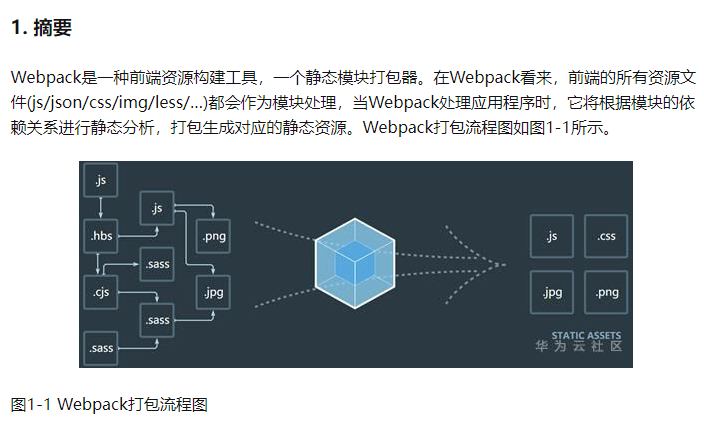 1. 摘要
Webpack是一种前端资源构建工具，一个静态模块打包器。在Webpack看来，前端的所有资源文
件(js/json/css/img/less/...)都会作为模块处理，当Webpack处理应用程序时，它将根据模块的依
赖关系进行静态分析，打包生成对应的静态资源。Webpack打包流程图如图1-1所示。
.js
.js
.hbs
.png
.sass
.cjs
.jpg
.sass
.sass
.js
.css
.jpg
.png
STATIC ASSETS
华为云社区
图1-1 Webpack打包流程图